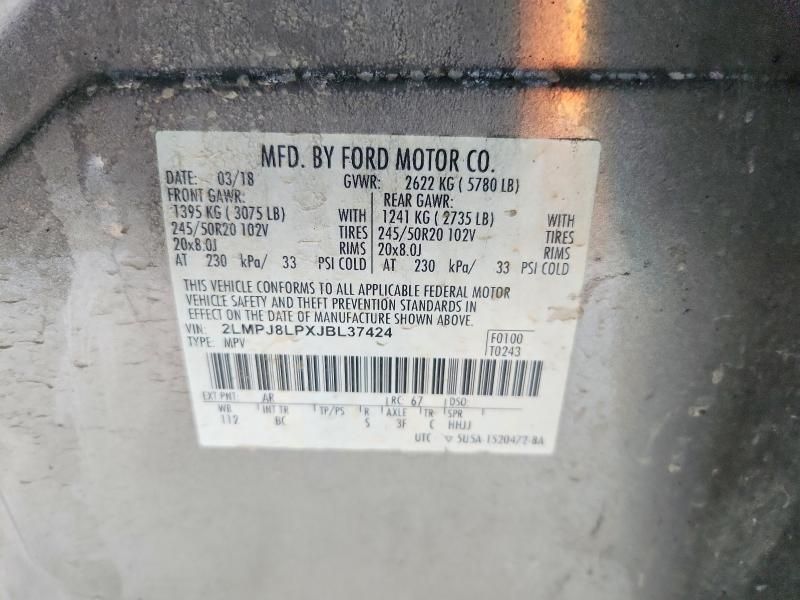 MFD. BY FORD MOTOR CO.
DATE: 03/18 GVWR: 2622 KG ( 5780 LB)
FRONT GAWR: REAR GAWR:
1395 KG ( 3075 LB) WITH 1241 KG ( 2735 LB) WITH
245/50R20 102V TIRES 245/50R20 102V TIRES
20x8.0J RIMS 20x8.0J RIMS
AT 230 kPa/ 33 PSI COLD AT 230 kPa/ 33 PSI COLD
THIS VEHICLE CONFORMS TO ALL APPLICABLE FEDERAL MOTOR
VEHICLE SAFETY AND THEFT PREVENTION STANDARDS IN
EFFECT ON THE DATE OF MANUFACTURE SHOWN ABOVE.
VIN: 2LMPJ8LPXJBL37424 F0100
TYPE: MPV T0243
EXT PNT: AR RC: 67 DSO:
WB INT TR TP/PS R AXLE TR SPR
112 BC S 3F C HHJJ
UTC ▽ 5U5A-1520472-BA